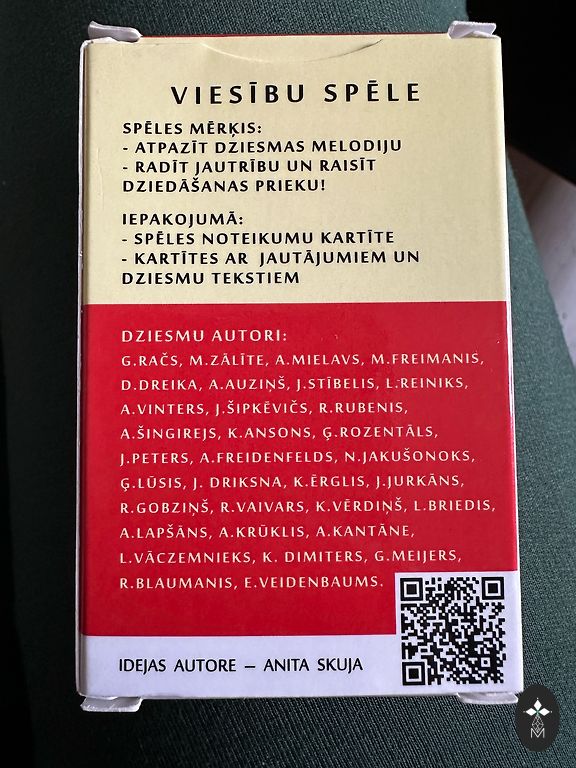 VIESĪBU SPĒLE
SPĒLES MĒRĶIS:
- ATPAZĪT DZIESMAS MELODIJU
- RADĪT JAUTRĪBU UN RAISĪT
DZIEDĀŠANAS PRIEKU!
IEPAKOJUMĀ:
- SPĒLES NOTEIKUMU KARTĪTE
- KARTĪTES AR JAUTĀJUMIEM UN
DZIESMU TEKSTIEM
DZIESMU AUTORI:
G.RAČS, M.ZĀLĪTE, A.MIELAVS, M.FREIMANIS,
D.DREIKA, A.AUZIŅŠ, J.STĪBELIS, L.REINIKS,
A.VINTERS, J.ŠIPKĒVIČS, R.RUBENIS,
A.ŠINGIREJS, K.ANSONS, Ģ.ROZENTĀLS,
J.PETERS, A.FREIDENFELDS, N.JAKUŠONOKS,
Ģ.LŪSIS, J. DRIKSNA, K.ĒRGLIS, J.JURKĀNS,
R.GOBZIŅŠ, R.VAIVARS, K.VĒRDIŅŠ, L.BRIEDIS,
A.LAPŠĀNS, A.KRŪKLIS, A.KANTĀNE,
L.VĀCZEMNIEKS, K. DIMITERS, G.MEIJERS,
R.BLAUMANIS, E.VEIDENBAUMS.
IDEJAS AUTORE – ANITA SKUJA
M